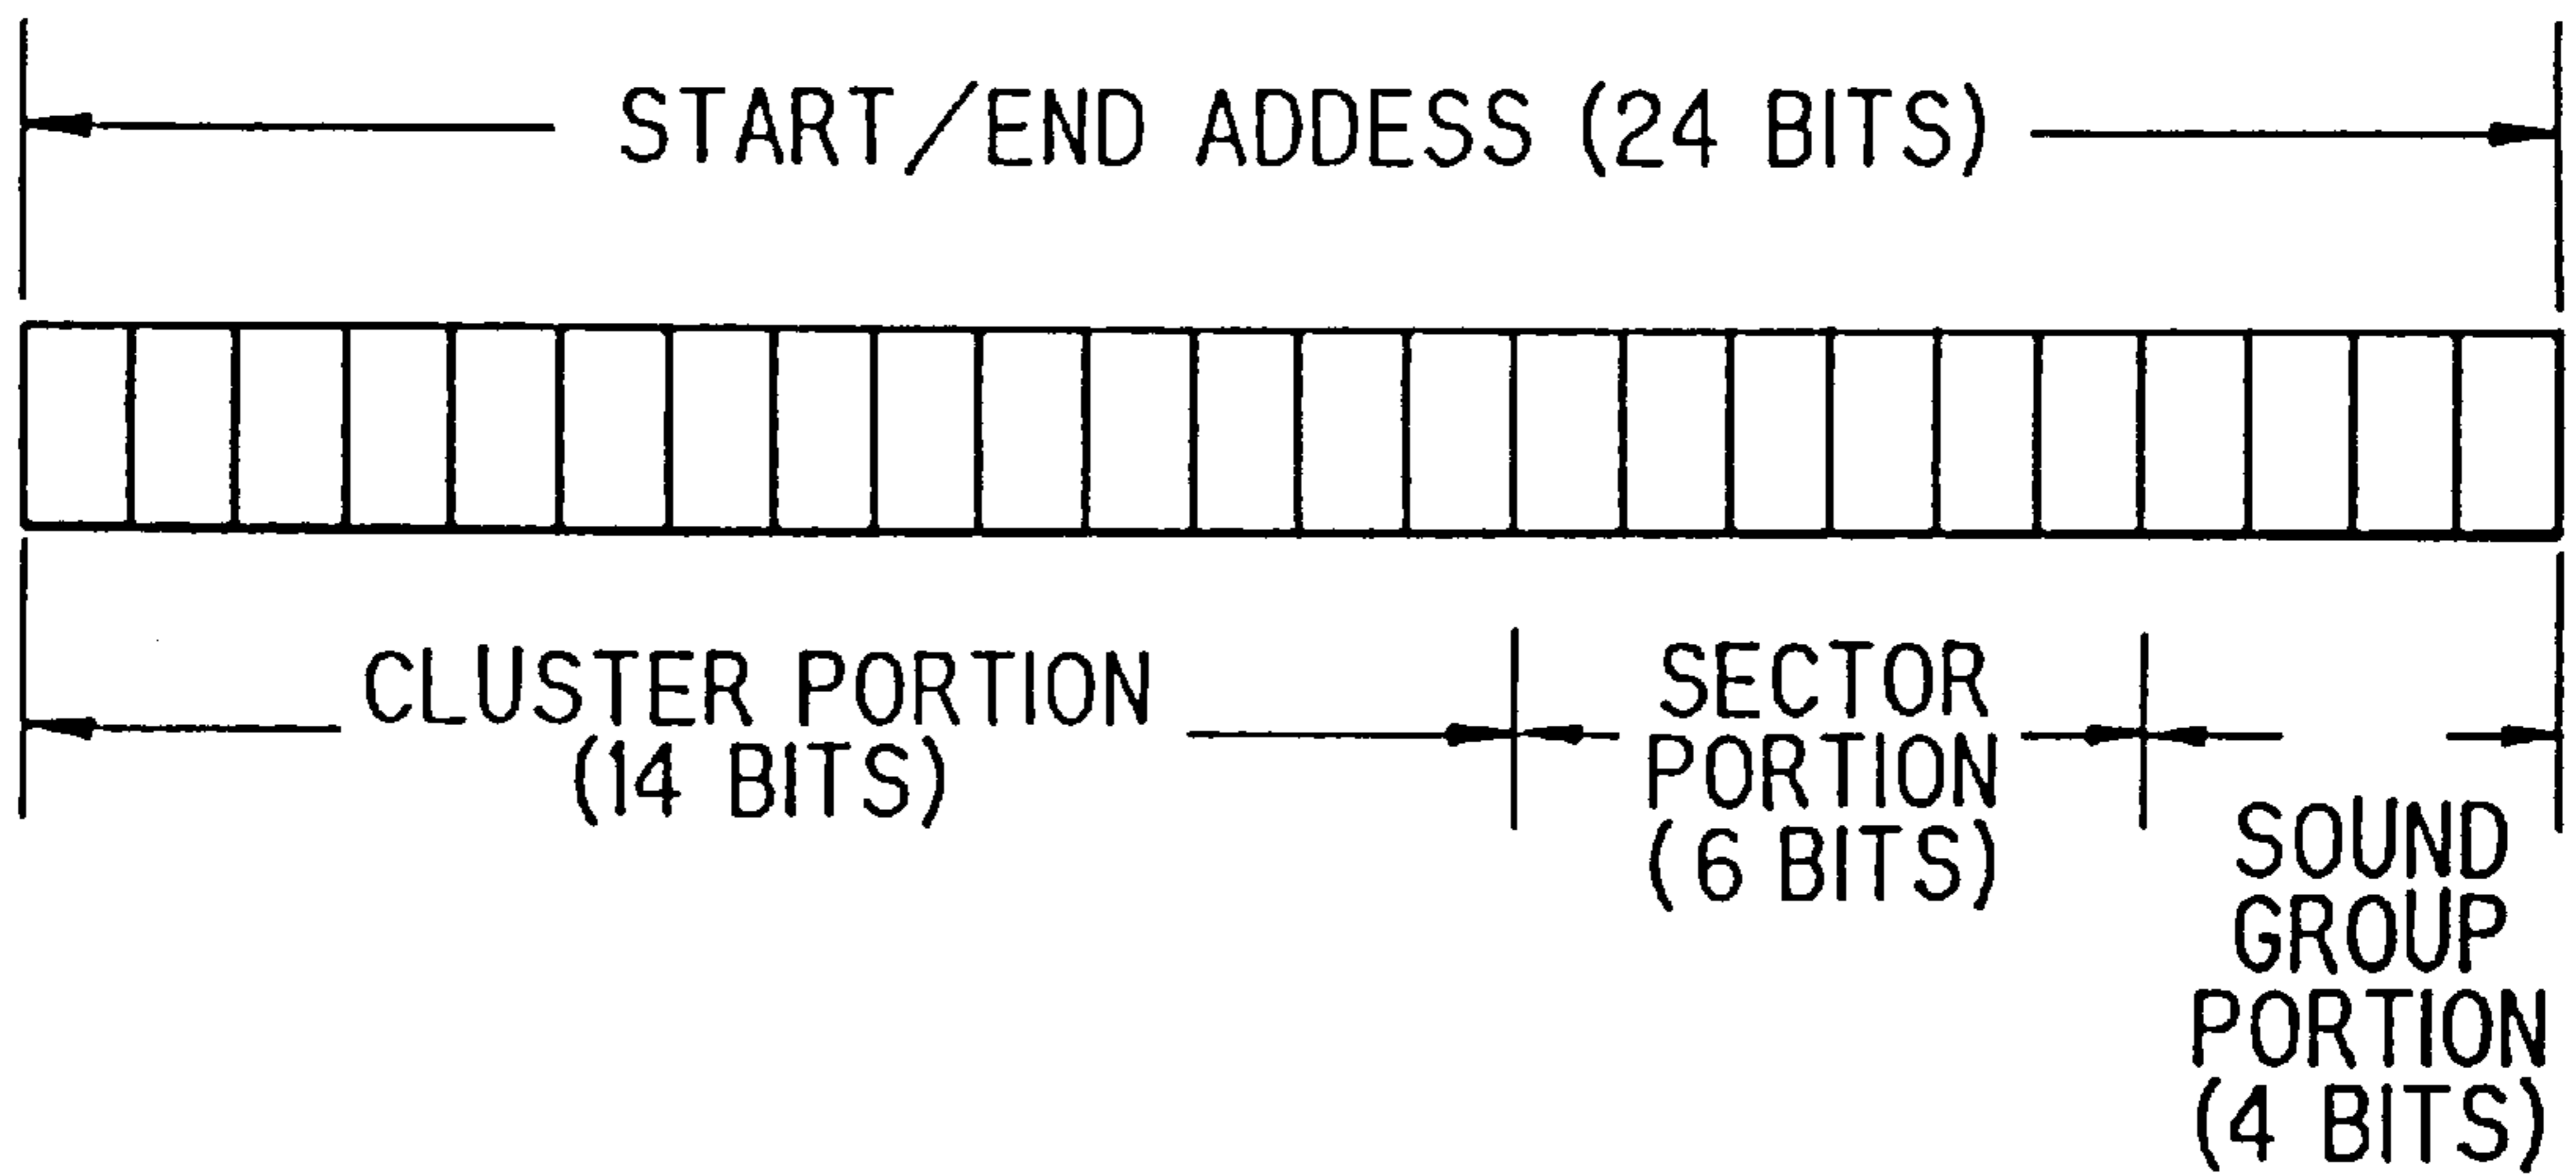 START/END ADDESS (24 BITS)
CLUSTER PORTION
(14 BITS)
SECTOR
PORTION
(6 BITS)
SOUND
GROUP
PORTION
(4 BITS)